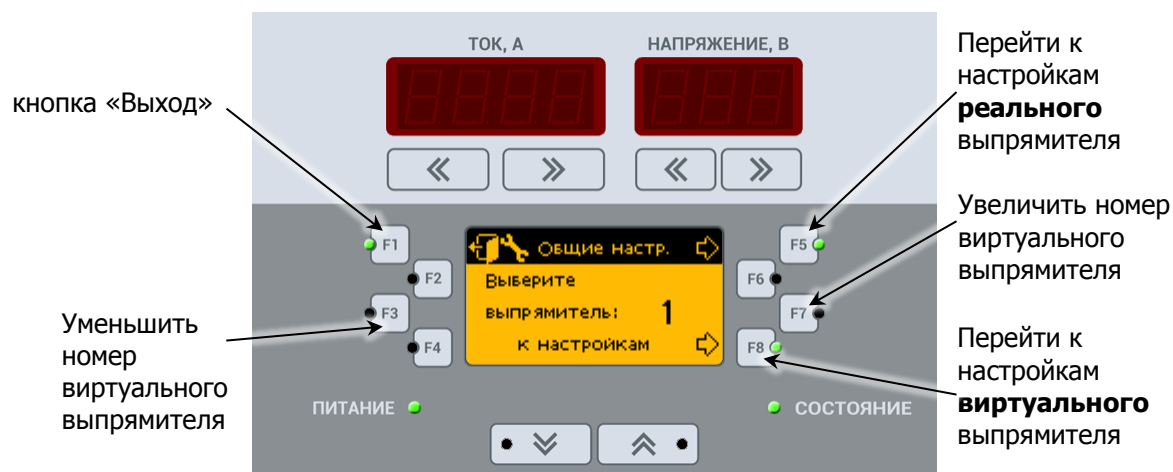 ТОК, А
НАПРЯЖЕНИЕ, В
кнопка «Выход»
Перейти к
настройкам
реального
выпрямителя
F1
F2
F3
F4
Общие настр.
Выберите
выпрямитель: 1
к настройкам
F5
F6
F7
F8
Увеличить номер
виртуального
выпрямителя
Уменьшить
номер
виртуального
выпрямителя
Перейти к
настройкам
виртуального
выпрямителя
ПИТАНИЕ
СОСТОЯНИЕ